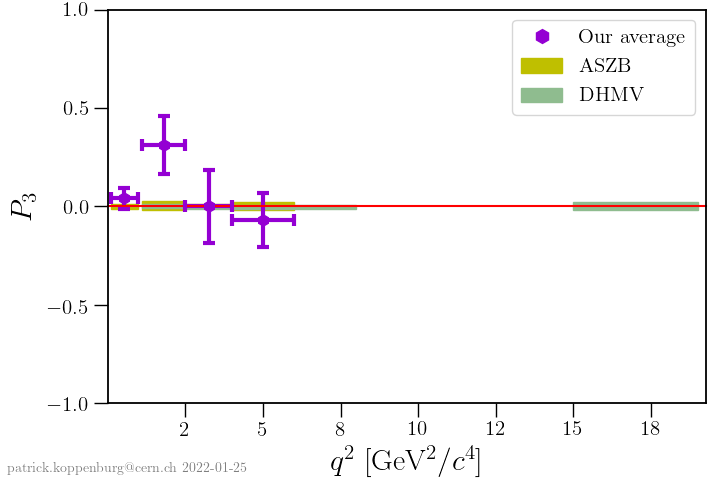 1.0
0.5
0.0
−0.5
−1.0
P₃
Our average
ASZB
DHMV
2 5 8 10 12 15 18
q² [GeV²/c⁴]
patrick.koppenburg@cern.ch 2022-01-25